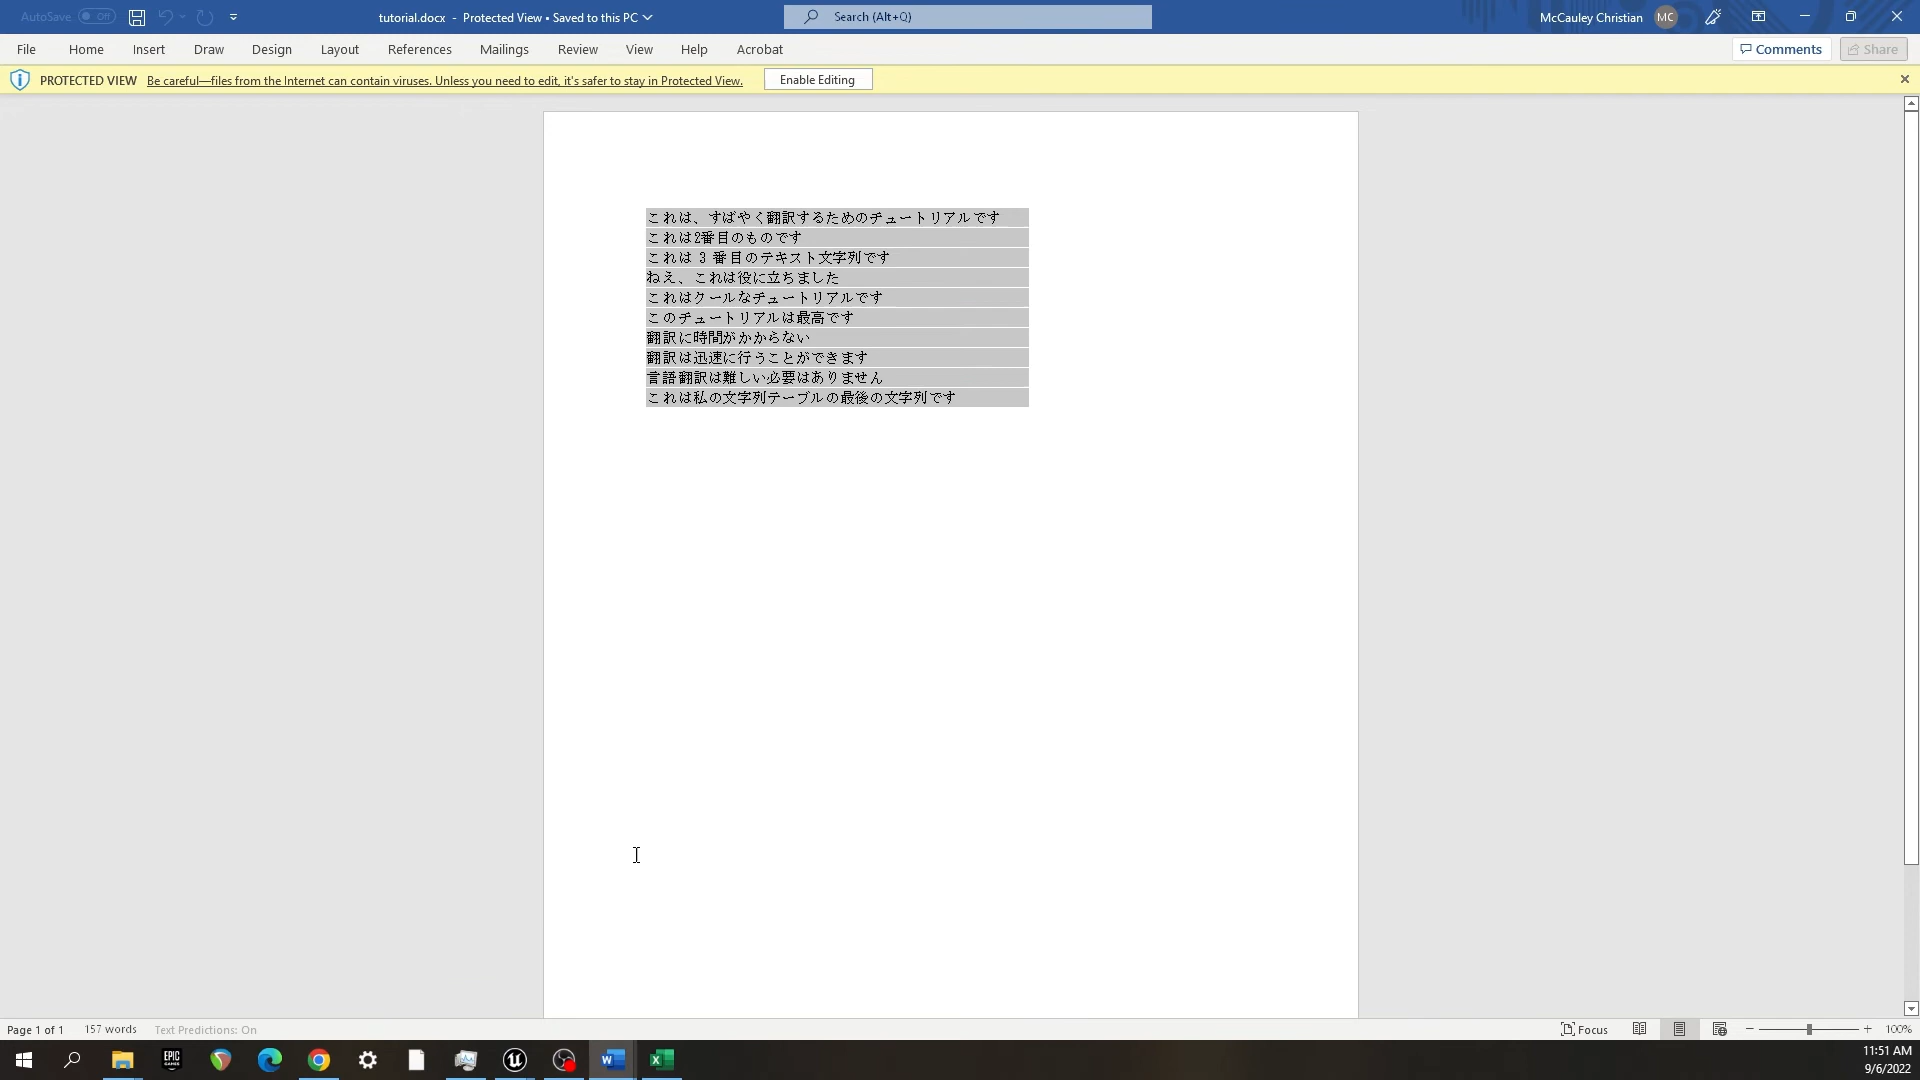 AutoSave Off tutorial.docx - Protected View • Saved to this PC Search (Alt+Q) McCauley Christian MC
File Home Insert Draw Design Layout References Mailings Review View Help Acrobat Comments Share
PROTECTED VIEW Be careful—files from the Internet can contain viruses. Unless you need to edit, it's safer to stay in Protected View. Enable Editing
これは、すばやく翻訳するためのチュートリアルです
これは2番目のものです
これは 3 番目のテキスト文字列です
ねえ、これは役に立ちました
これはクールなチュートリアルです
このチュートリアルは最高です
翻訳に時間がかからない
翻訳は迅速に行うことができます
言語翻訳は難しい必要はありません
これは私の文字列テーブルの最後の文字列です
Page 1 of 1 157 words Text Predictions: On Focus 100%
EPIC GAMES 11:51 AM
9/6/2022